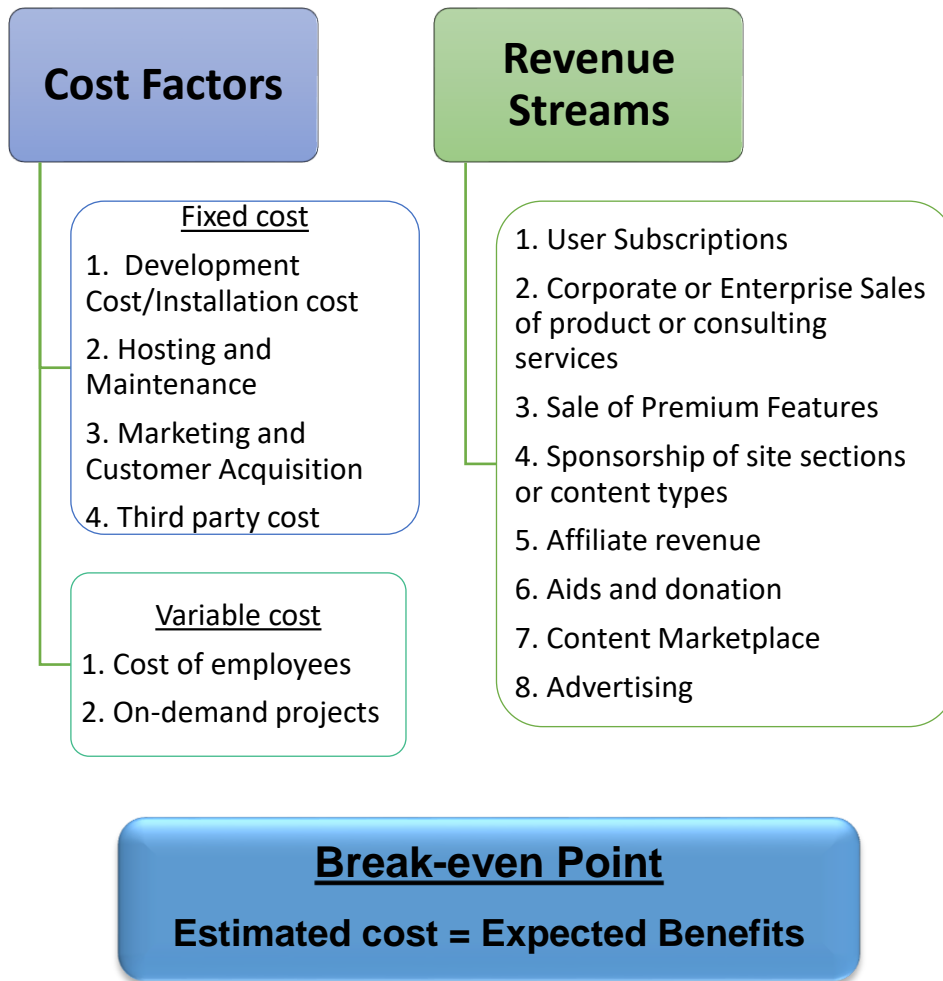 Cost Factors
Fixed cost
1. Development
Cost/Installation cost
2. Hosting and
Maintenance
3. Marketing and
Customer Acquisition
4. Third party cost
Variable cost
1. Cost of employees
2. On-demand projects
Revenue
Streams
1. User Subscriptions
2. Corporate or Enterprise Sales
of product or consulting
services
3. Sale of Premium Features
4. Sponsorship of site sections
or content types
5. Affiliate revenue
6. Aids and donation
7. Content Marketplace
8. Advertising
Break-even Point
Estimated cost = Expected Benefits